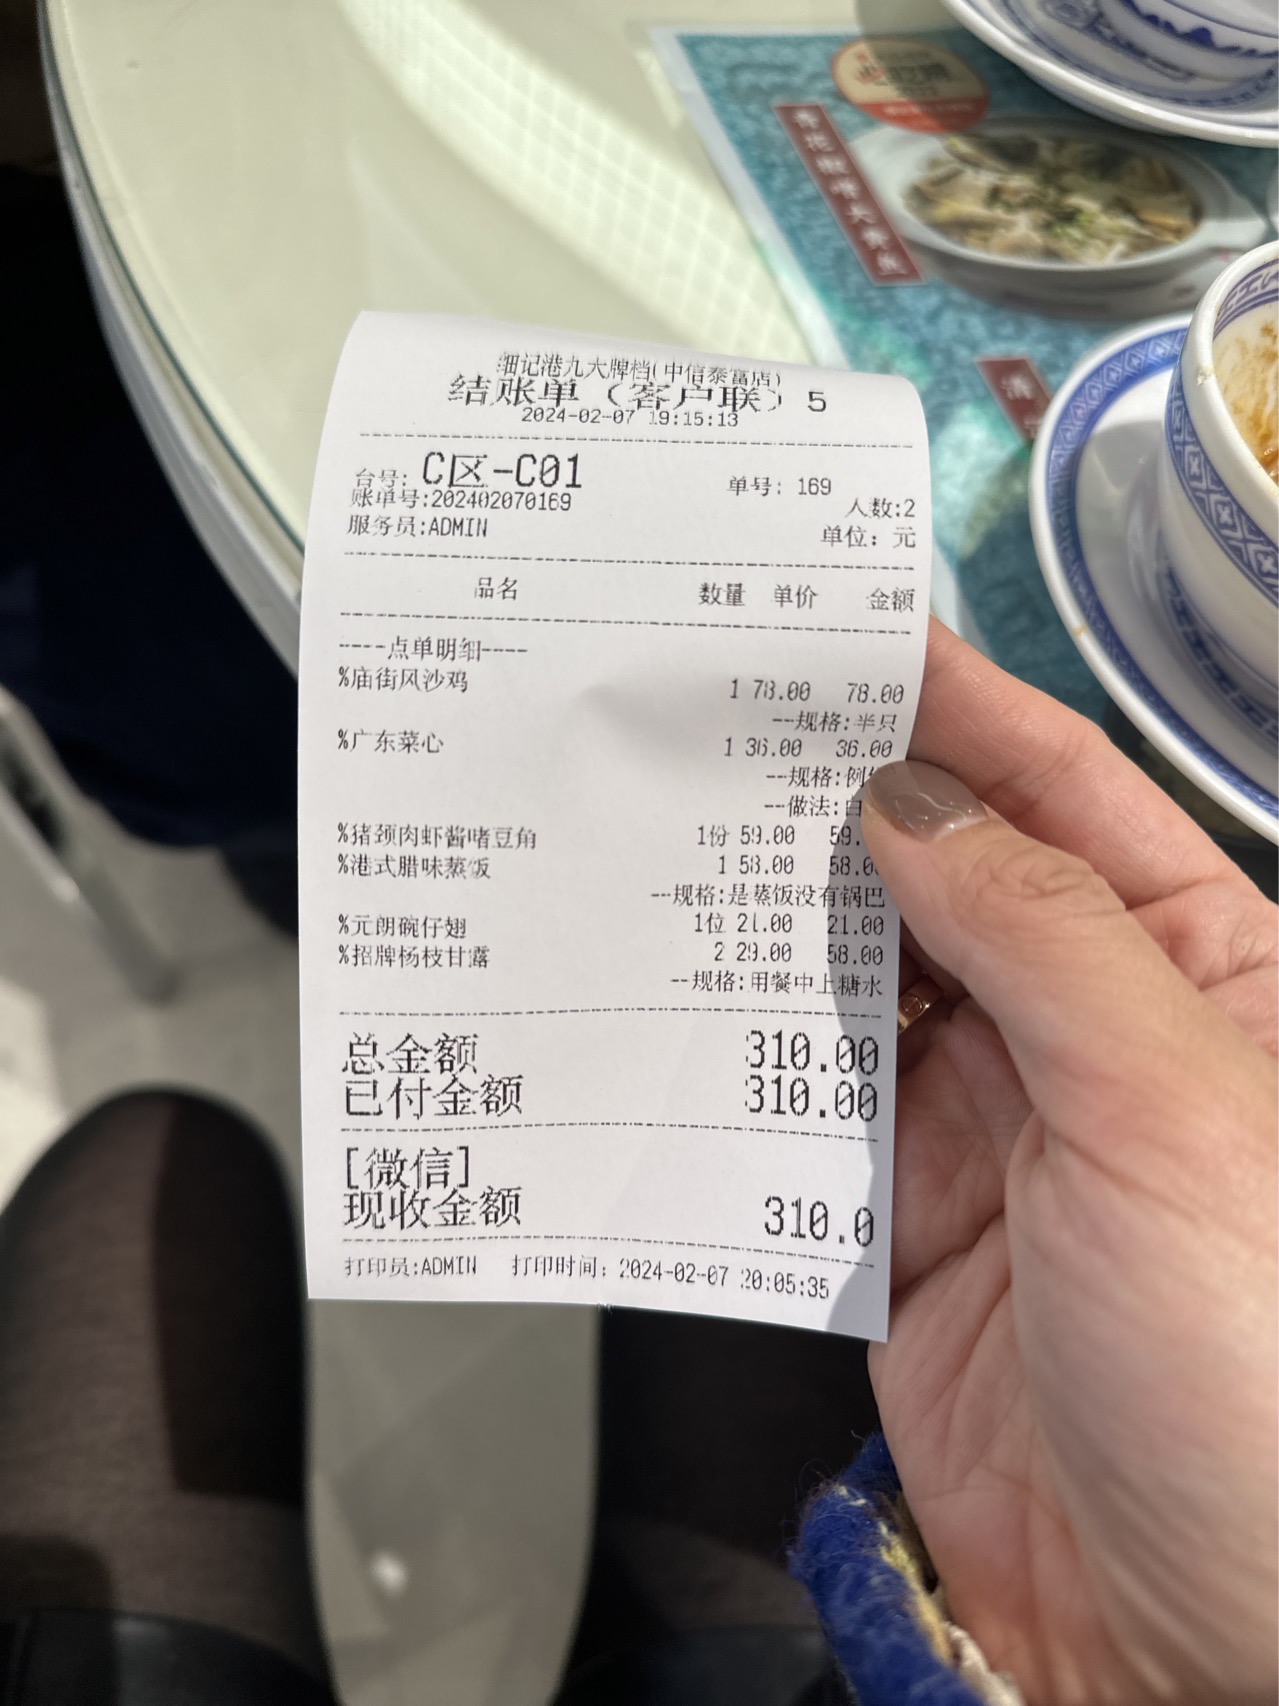 细记港九大牌档(中信泰富店)
结账单（客户联）5
2024-02-07 19:15:13
台号: C区-C01 单号: 169
账单号:202402070169 人数:2
服务员:ADMIN 单位: 元
品名 数量 单价 金额
----点单明细----
%庙街风沙鸡 1 78.00 78.00
--规格:半只
%广东菜心 1 36.00 36.00
--规格:例
--做法:白
%猪颈肉虾酱啫豆角 1份 59.00 59.
%港式腊味蒸饭 1 58.00 58.0
--规格:是蒸饭没有锅巴
%元朗碗仔翅 1位 21.00 21.00
%招牌杨枝甘露 2 29.00 58.00
--规格:用餐中上糖水
总金额 310.00
已付金额 310.00
[微信]
现收金额 310.0
打印员:ADMIN 打印时间: 2024-02-07 20:05:35